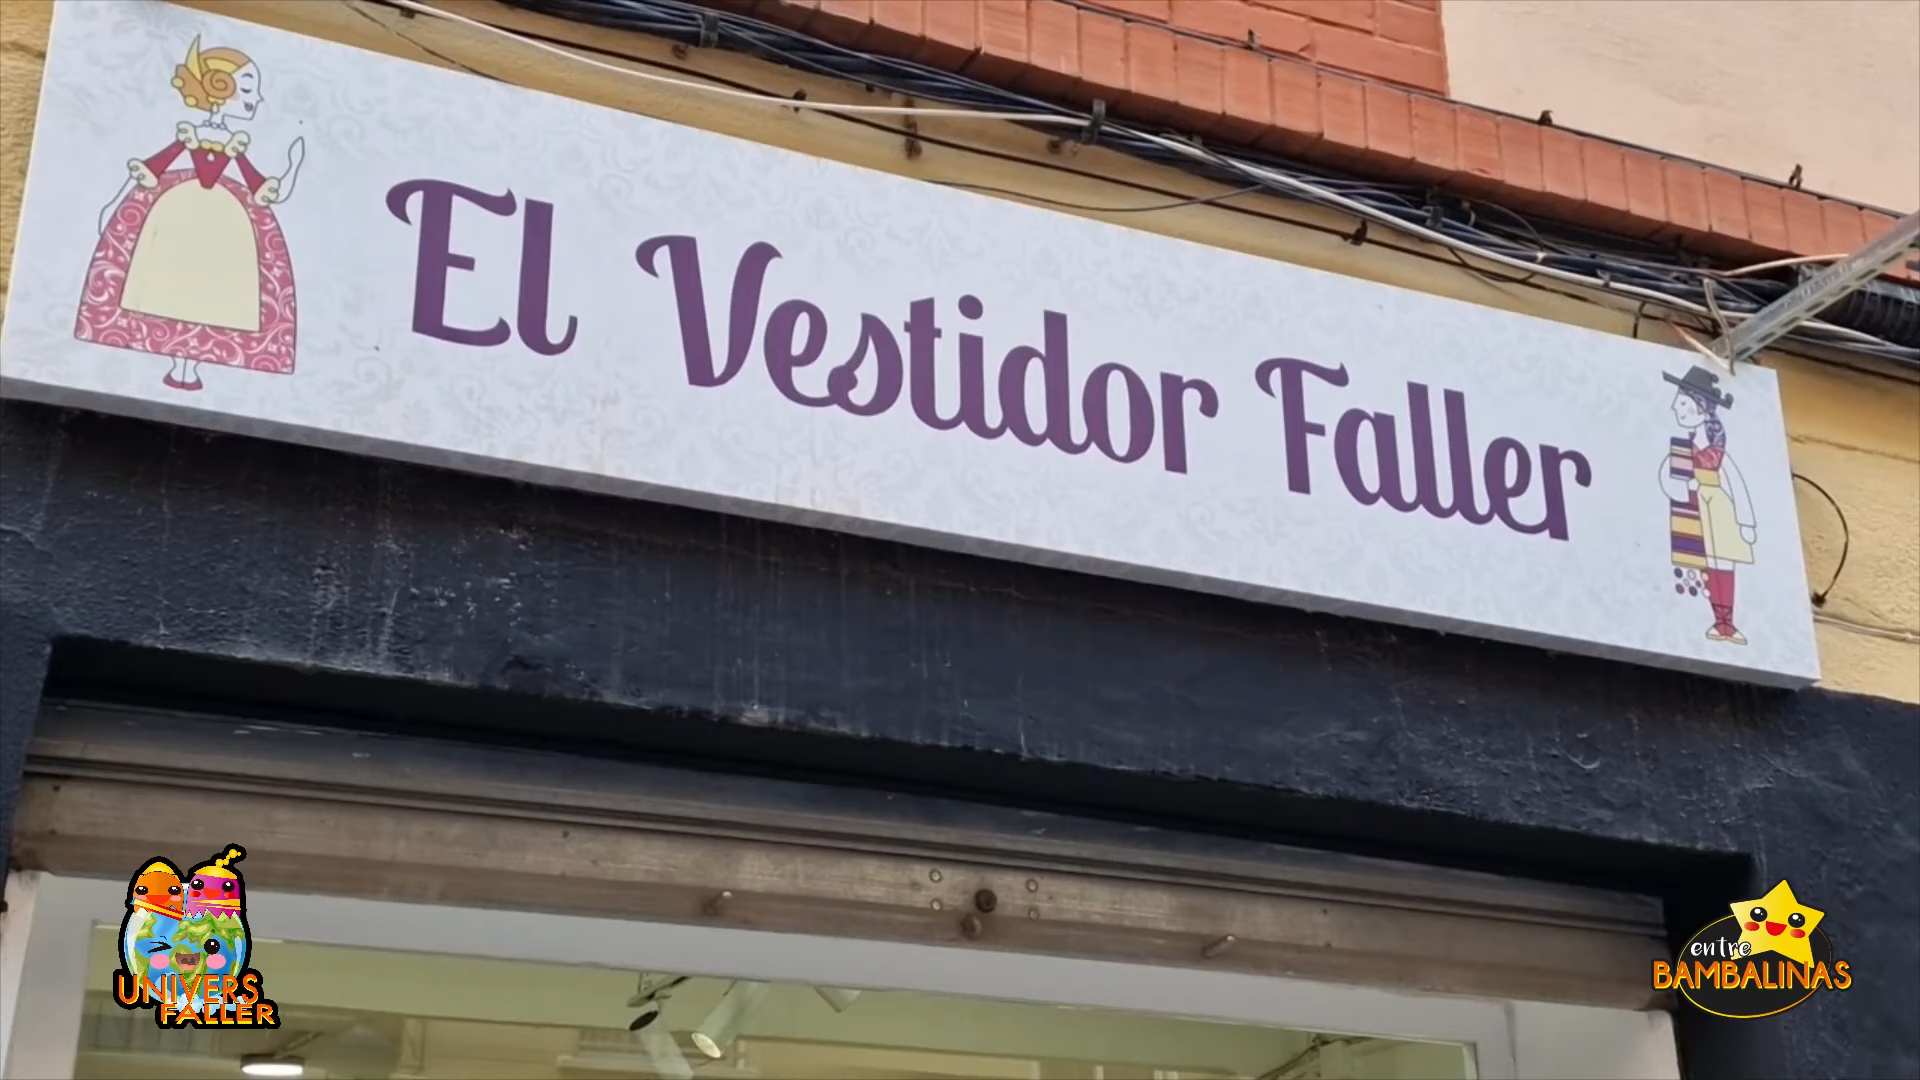 El Vestidor Faller
UNIVERS
FALLER
entre
BAMBALINAS